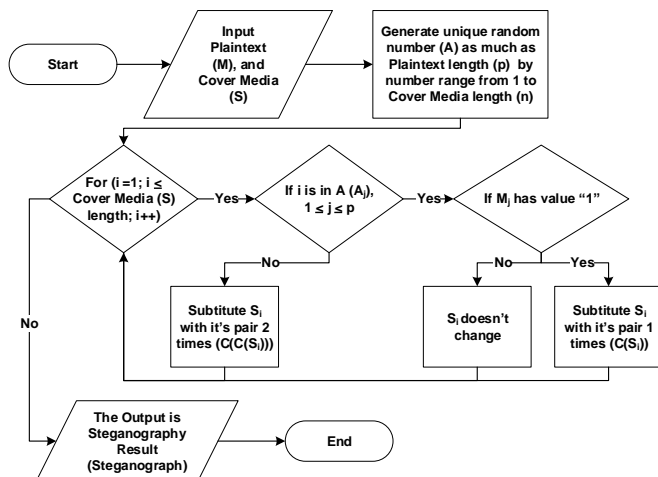 Start
Input
Plaintext
(M), and
Cover Media
(S)
Generate unique random
number (A) as much as
Plaintext length (p) by
number range from 1 to
Cover Media length (n)
For (i =1; i ≤
Cover Media (S)
length; i++)
Yes
If i is in A (Aj),
1 ≤ j ≤ p
Yes
If Mj has value “1”
No
No
Yes
No
Subtitute Si
with it’s pair 2
times (C(C(Si)))
Si doesn’t
change
Subtitute Si
with it’s pair 1
times (C(Si))
The Output is
Steganography
Result
(Steganograph)
End